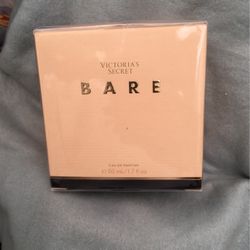 VICTORIA'S
SECRET
BARE
EAU DE PARFUM
50 mL/1.7 fl oz